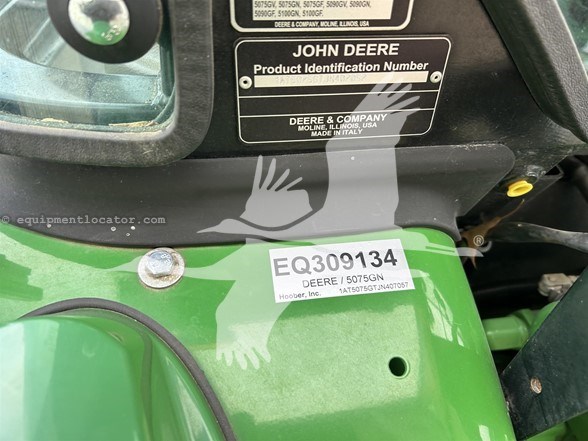 5075GV, 5075GN, 5075GF, 5090GV, 5090GN,
5090GF, 5100GN, 5100GF
DEERE & COMPANY, MOLINE, ILLINOIS, USA
JOHN DEERE
Product Identification Number
DEERE & COMPANY
MOLINE, ILLINOIS, USA
MADE IN ITALY
© equipmentlocator.com
®
EQ309134
DEERE / 5075GN
Hoober, Inc. 1AT5075GTJN407057